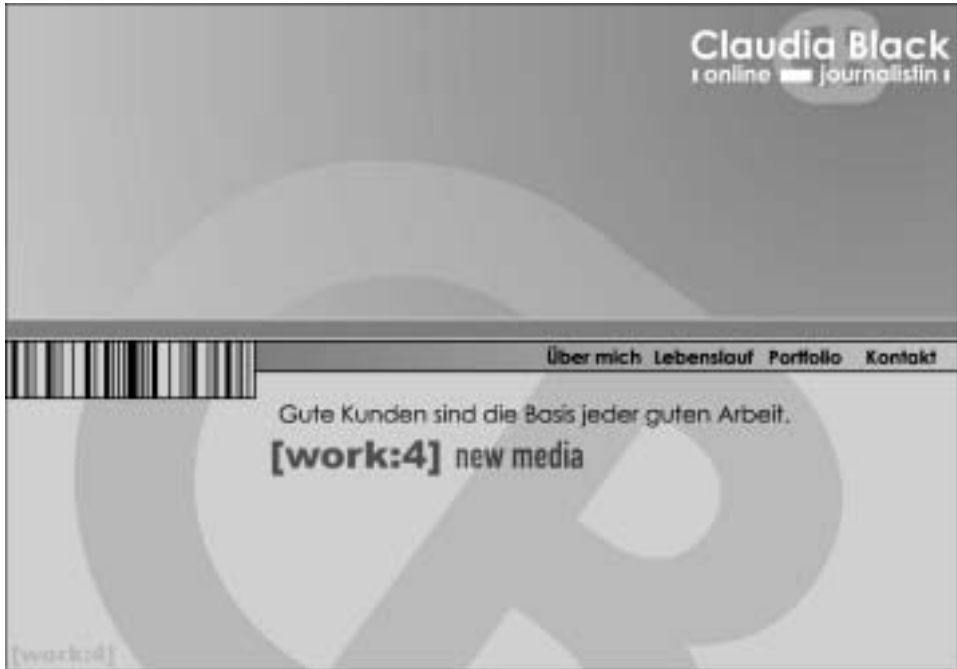 Claudia Black
online journalistin
Über mich Lebenslauf Portfolio Kontakt
Gute Kunden sind die Basis jeder guten Arbeit.
[work:4] new media
[work:4]